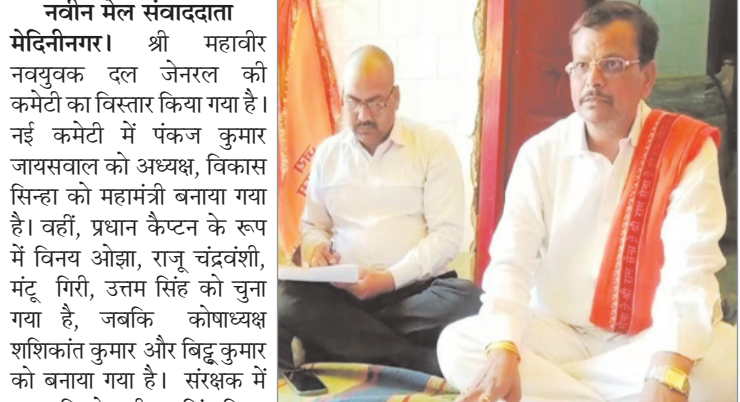 नवीन मेल संवाददाता
मेदिनीनगर। श्री महावीर
नवयुवक दल जेनरल की
कमेटी का विस्तार किया गया है।
नई कमेटी में पंकज कुमार
जायसवाल को अध्यक्ष, विकास
सिन्हा को महामंत्री बनाया गया
है। वहीं, प्रधान कैप्टन के रूप
में विनय ओझा, राजू चंद्रवंशी,
मंटू गिरी, उत्तम सिंह को चुना
गया है, जबकि कोषाध्यक्ष
शशिकांत कुमार और बिट्टू कुमार
को बनाया गया है। संरक्षक में